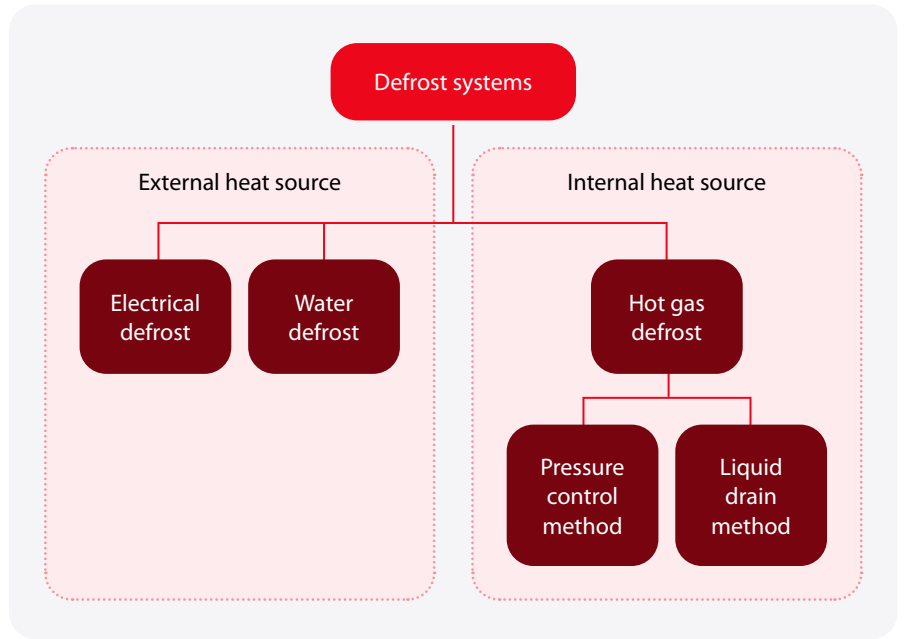 Defrost systems
External heat source
Internal heat source
Electrical
defrost
Water
defrost
Hot gas
defrost
Pressure
control
method
Liquid
drain
method